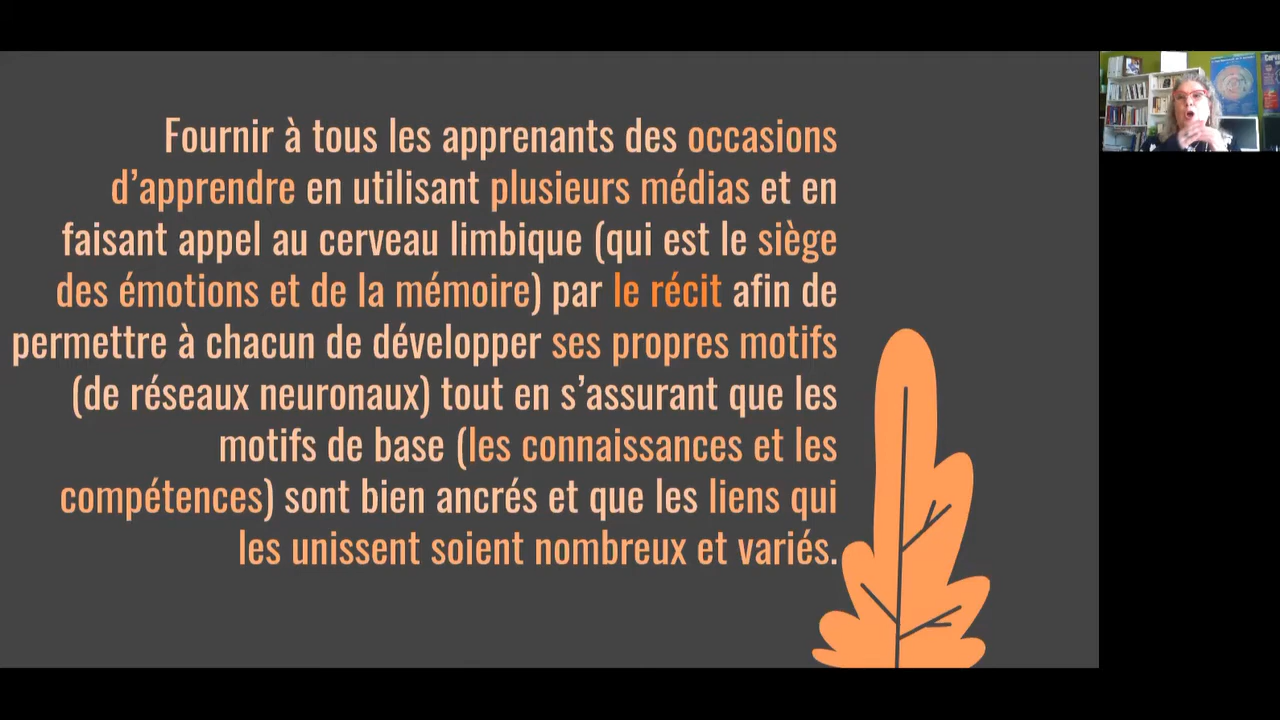 Fournir à tous les apprenants des occasions
d’apprendre en utilisant plusieurs médias et en
faisant appel au cerveau limbique (qui est le siège
des émotions et de la mémoire) par le récit afin de
permettre à chacun de développer ses propres motifs
(de réseaux neuronaux) tout en s’assurant que les
motifs de base (les connaissances et les
compétences) sont bien ancrés et que les liens qui
les unissent soient nombreux et variés.